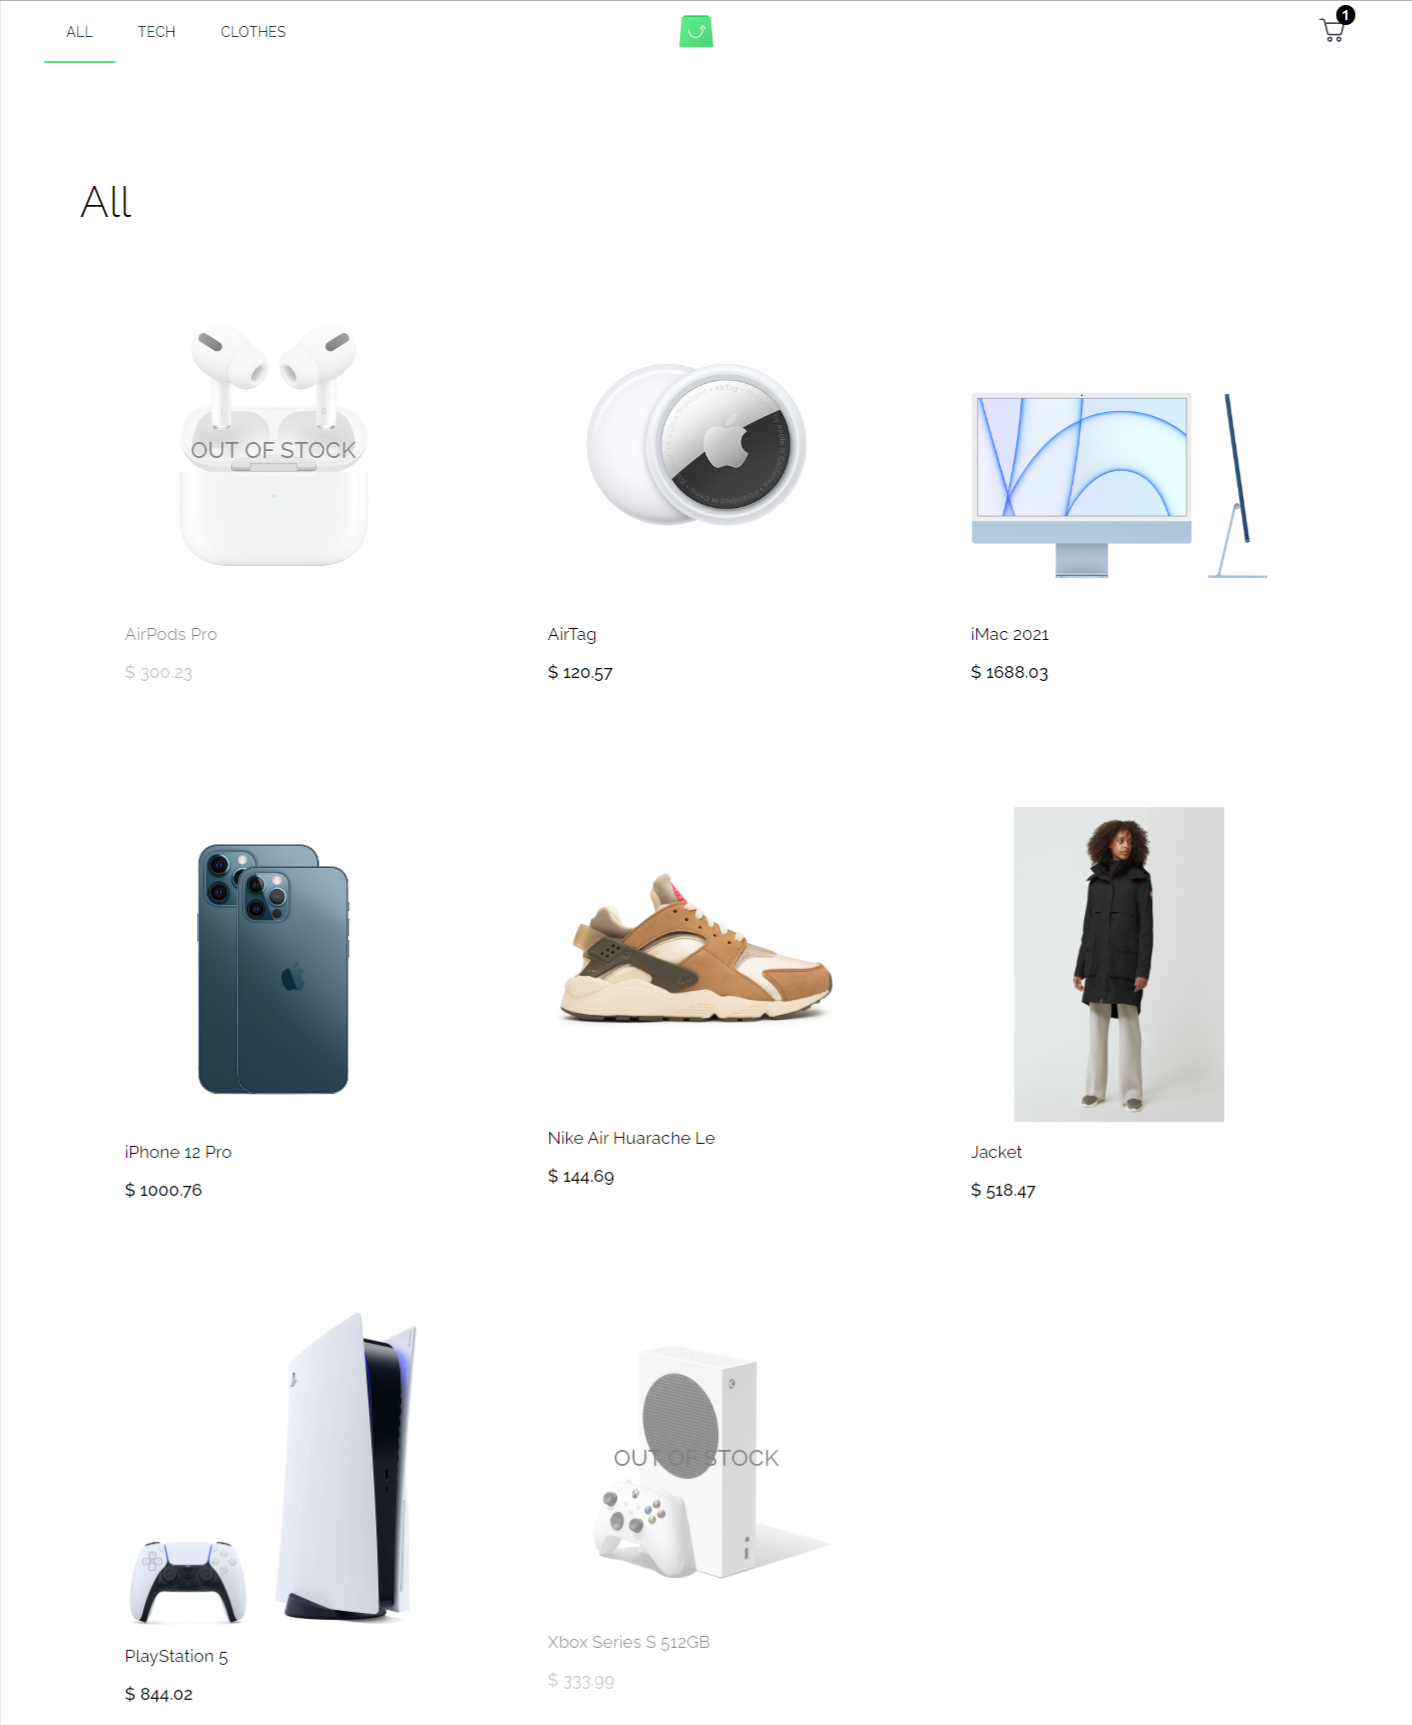 ALL TECH CLOTHES 1
All
OUT OF STOCK
AirPods Pro
$ 300.23
AirTag
$ 120.57
iMac 2021
$ 1688.03
iPhone 12 Pro
$ 1000.76
Nike Air Huarache Le
$ 144.69
Jacket
$ 518.47
PlayStation 5
$ 844.02
OUT OF STOCK
Xbox Series S 512GB
$ 333.99